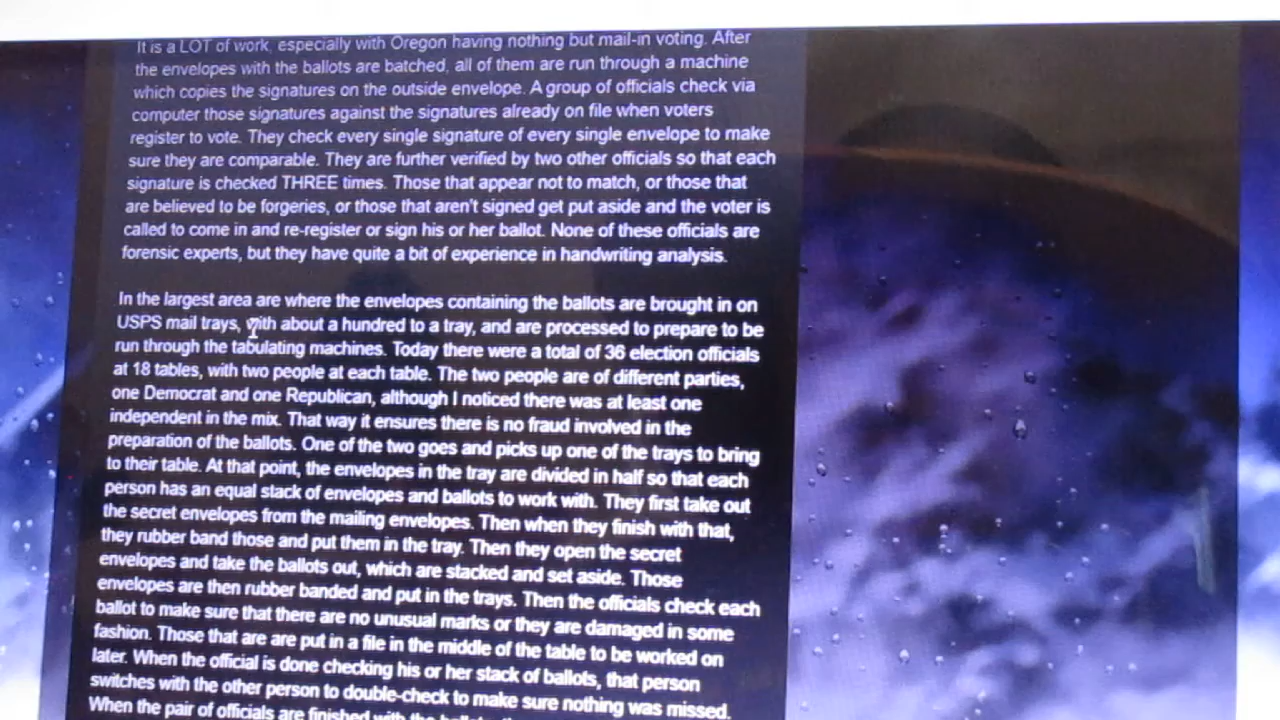 It is a LOT of work, especially with Oregon having nothing but mail-in voting. After
the envelopes with the ballots are batched, all of them are run through a machine
which copies the signatures on the outside envelope. A group of officials check via
computer those signatures against the signatures already on file when voters
register to vote. They check every single signature of every single envelope to make
sure they are comparable. They are further verified by two other officials so that each
signature is checked THREE times. Those that appear not to match, or those that
are believed to be forgeries, or those that aren't signed get put aside and the voter is
called to come in and re-register or sign his or her ballot. None of these officials are
forensic experts, but they have quite a bit of experience in handwriting analysis.
In the largest area are where the envelopes containing the ballots are brought in on
USPS mail trays, with about a hundred to a tray, and are processed to prepare to be
run through the tabulating machines. Today there were a total of 36 election officials
at 18 tables, with two people at each table. The two people are of different parties,
one Democrat and one Republican, although I noticed there was at least one
independent in the mix. That way it ensures there is no fraud involved in the
preparation of the ballots. One of the two goes and picks up one of the trays to bring
to their table. At that point, the envelopes in the tray are divided in half so that each
person has an equal stack of envelopes and ballots to work with. They first take out
the secret envelopes from the mailing envelopes. Then when they finish with that,
they rubber band those and put them in the tray. Then they open the secret
envelopes and take the ballots out, which are stacked and set aside. Those
envelopes are then rubber banded and put in the trays. Then the officials check each
ballot to make sure that there are no unusual marks or they are damaged in some
fashion. Those that are are put in a file in the middle of the table to be worked on
later. When the official is done checking his or her stack of ballots, that person
switches with the other person to double-check to make sure nothing was missed.
When the pair of officials are finished with the